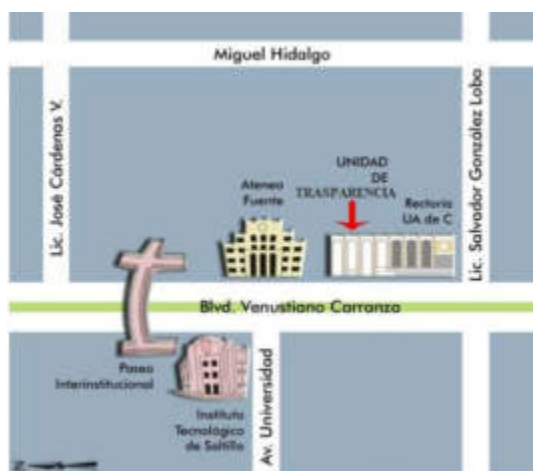 Miguel Hidalgo
Lic. José Cárdenas V.
Lic. Salvador González Lobo
UNIDAD
DE
TRASPARENCIA
Ateneo
Fuente
Rectoría
UA de C
Blvd. Venustiano Carranza
Paseo
Interinstitucional
Instituto
Tecnológico
de Saltillo
Av. Universidad